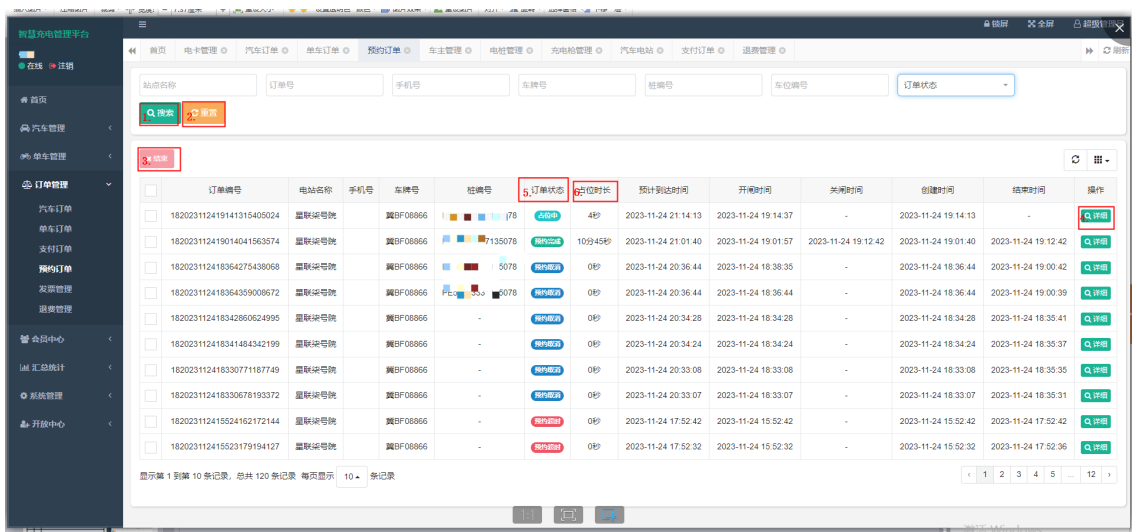 智慧充电管理平台
在线 注销
首页
汽车管理
单车管理
订单管理
汽车订单
单车订单
支付订单
预约订单
发票管理
退费管理
会员中心
汇总统计
系统管理
开放中心
锁屏 全屏 超级管理
首页 电卡管理 汽车订单 单车订单 预约订单 车主管理 电桩管理 充电枪管理 汽车电站 支付订单 退费管理 刷新
站点名称 订单号 手机号 车牌号 桩编号 车位编号 订单状态
1. 搜索 2. 重置
3. 结束
订单编号 电站名称 手机号 车牌号 桩编号 5.订单状态 6.占位时长 预计到达时间 开闸时间 关闸时间 创建时间 结束时间 操作
18202311241914131540502​4 星联柒号院 冀BF08866 78 占位中 4秒 2023-11-24 21:14:13 2023-11-24 19:14:37 - 2023-11-24 19:14:13 - 详细
182023112419014041563574 星联柒号院 冀BF08866 7135078 预约完成 10分45秒 2023-11-24 21:01:40 2023-11-24 19:01:57 2023-11-24 19:12:42 2023-11-24 19:01:40 2023-11-24 19:12:42 详细
182023112418364275438068 星联柒号院 冀BF08866 5078 预约取消 0秒 2023-11-24 20:36:44 2023-11-24 18:38:35 - 2023-11-24 18:36:44 2023-11-24 19:00:42 详细
182023112418364359008672 星联柒号院 冀BF08866 5078 预约取消 0秒 2023-11-24 20:36:44 2023-11-24 18:36:44 - 2023-11-24 18:36:44 2023-11-24 19:00:39 详细
182023112418342860624995 星联柒号院 冀BF08866 - 预约取消 0秒 2023-11-24 20:34:28 2023-11-24 18:34:28 - 2023-11-24 18:34:28 2023-11-24 18:35:41 详细
182023112418341484342199 星联柒号院 冀BF08866 - 预约取消 0秒 2023-11-24 20:34:24 2023-11-24 18:34:24 - 2023-11-24 18:34:24 2023-11-24 18:35:37 详细
182023112418330771187749 星联柒号院 冀BF08866 - 预约取消 0秒 2023-11-24 20:33:08 2023-11-24 18:33:08 - 2023-11-24 18:33:08 2023-11-24 18:35:35 详细
182023112418330678193372 星联柒号院 冀BF08866 - 预约取消 0秒 2023-11-24 20:33:07 2023-11-24 18:33:07 - 2023-11-24 18:33:07 2023-11-24 18:35:31 详细
182023112415524162172144 星联柒号院 冀BF08866 - 预约超时 0秒 2023-11-24 17:52:42 2023-11-24 15:52:42 - 2023-11-24 15:52:42 2023-11-24 17:52:42 详细
182023112415523179194127 星联柒号院 冀BF08866 - 预约超时 0秒 2023-11-24 17:52:32 2023-11-24 15:52:32 - 2023-11-24 15:52:32 2023-11-24 17:52:36 详细
显示第 1 到第 10 条记录，总共 120 条记录 每页显示 10 条记录
‹ 1 2 3 4 5 ... 12 ›
1:1